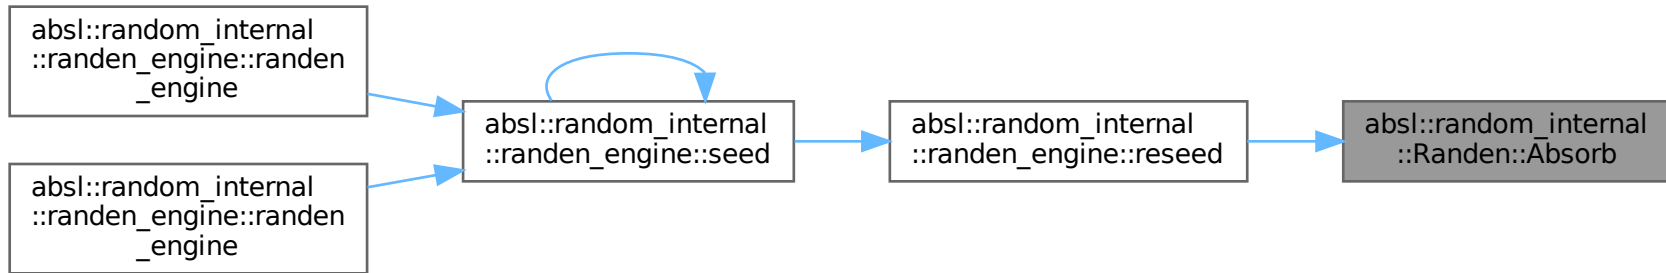 absl::random_internal
::randen_engine::randen
_engine
absl::random_internal
::randen_engine::randen
_engine
absl::random_internal
::randen_engine::seed
absl::random_internal
::randen_engine::reseed
absl::random_internal
::Randen::Absorb